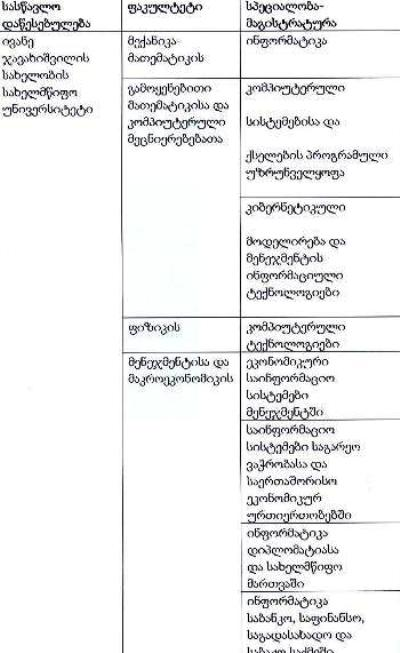 სასწავლო
დაწესებულება
ფაკულტეტი
სპეციალობა-
მაგისტრატურა
ივანე
ჯავახიშვილის
სახელობის
სახელმწიფო
უნივერსიტეტი
მექანიკა-
მათემატიკის
ინფორმატიკა
გამოყენებითი
მათემატიკისა და
კომპიუტერული
მეცნიერებებათა
კომპიუტერული
სისტემებისა და
ქსელების პროგრამული
უზრუნველყოფა
კიბერნეტიკული
მოდელირება და
მენეჯმენტის
ინფორმაციული
ტექნოლოგიები
ფიზიკის
კომპიუტერული
ტექნოლოგიები
მენეჯმენტისა და
მაკროეკონომიკის
ეკონომიკური
საინფორმაციო
სისტემები
მენეჯმენტში
საინფორმაციო
სისტემები საგარეო
ვაჭრობასა და
საერთაშორისო
ეკონომიკურ
ურთიერთობებში
ინფორმატიკა
დიპლომატიასა
და სახელმწიფო
მართვაში
ინფორმატიკა
საბანკო, საფინანსო,
საგადასახადო და
საბაჟო საქმეში